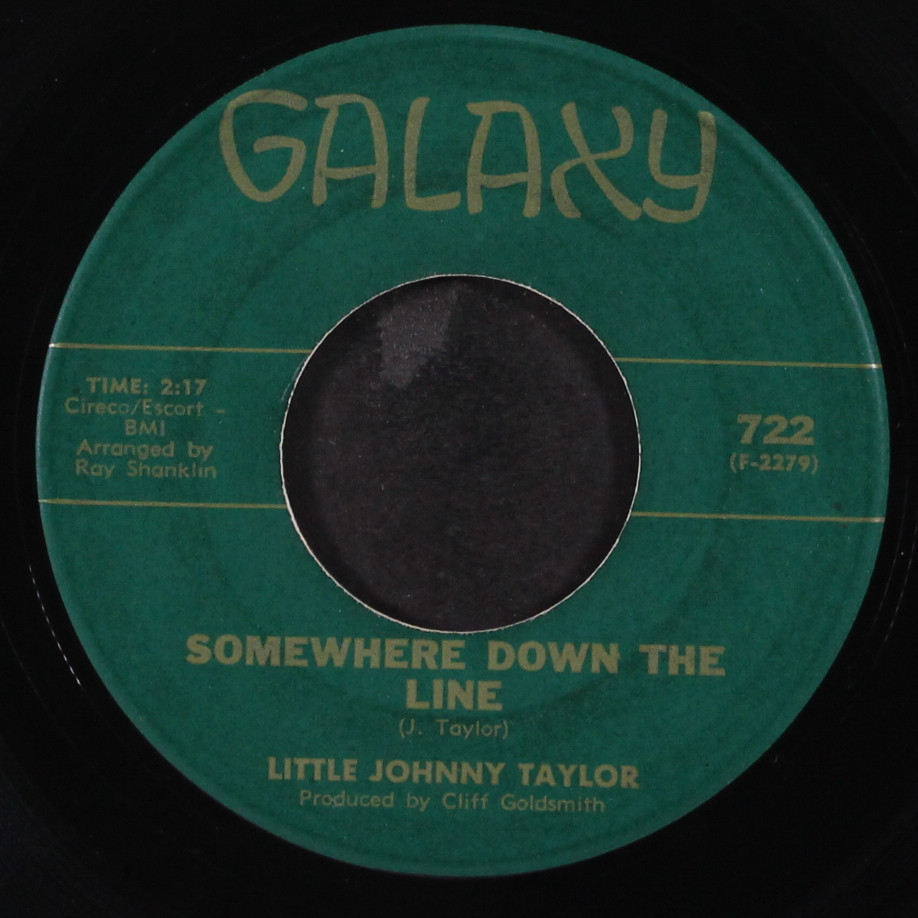 GALAXY
TIME: 2:17
Cireco/Escort -
BMI
Arranged by
Ray Shanklin
722
(F-2279)
SOMEWHERE DOWN THE
LINE
(J. Taylor)
LITTLE JOHNNY TAYLOR
Produced by Cliff Goldsmith